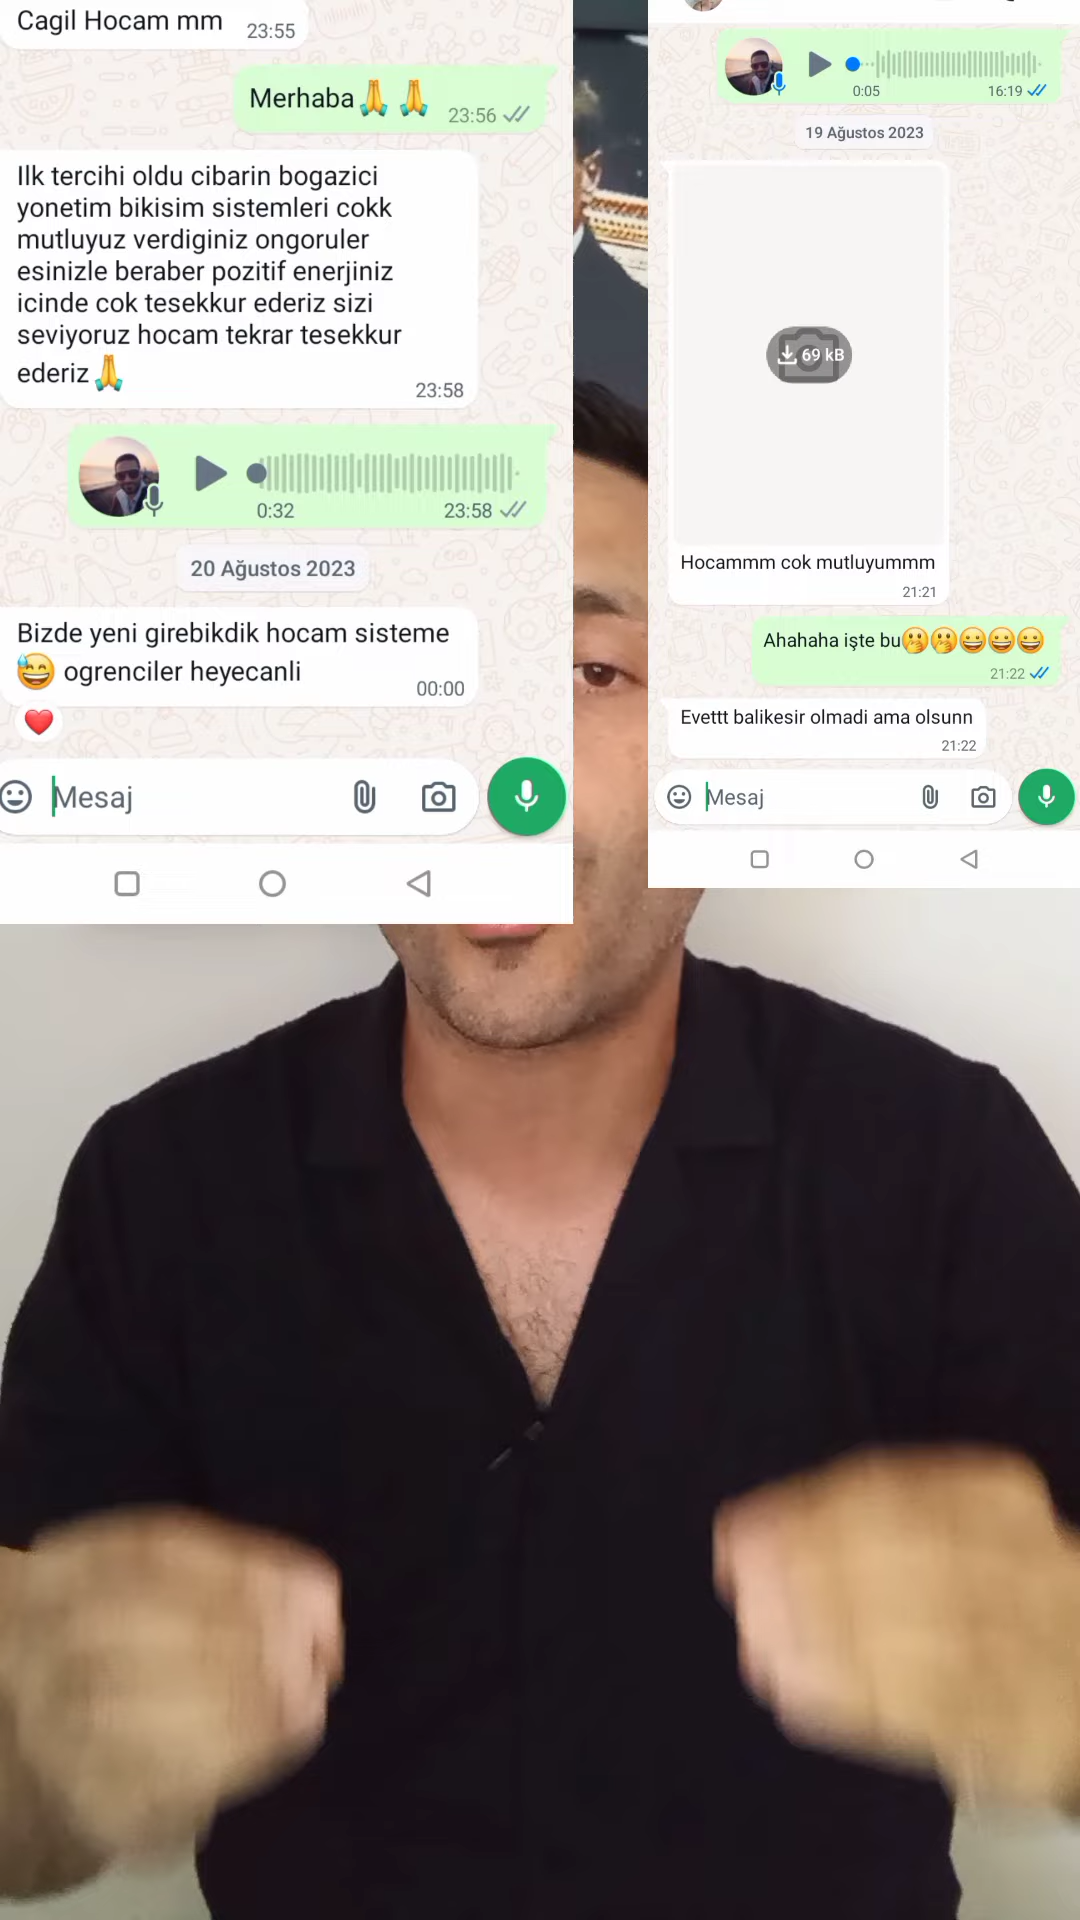 Cagil Hocam mm
23:55
Merhaba🙏🙏
23:56
Ilk tercihi oldu cibarin bogazici
yonetim bikisim sistemleri cokk
mutluyuz verdiginiz ongoruler
esinizle beraber pozitif enerjiniz
icinde cok tesekkur ederiz sizi
seviyoruz hocam tekrar tesekkur
ederiz🙏
23:58
0:32
23:58
20 Ağustos 2023
Bizde yeni girebikdik hocam sisteme
😅 ogrenciler heyecanli
00:00
❤️
Mesaj
0:05
16:19
19 Ağustos 2023
69 kB
Hocammm cok mutluyummm
21:21
Ahahaha işte bu🫢🫢😀😀😀
21:22
Evettt balikesir olmadi ama olsunn
21:22
Mesaj